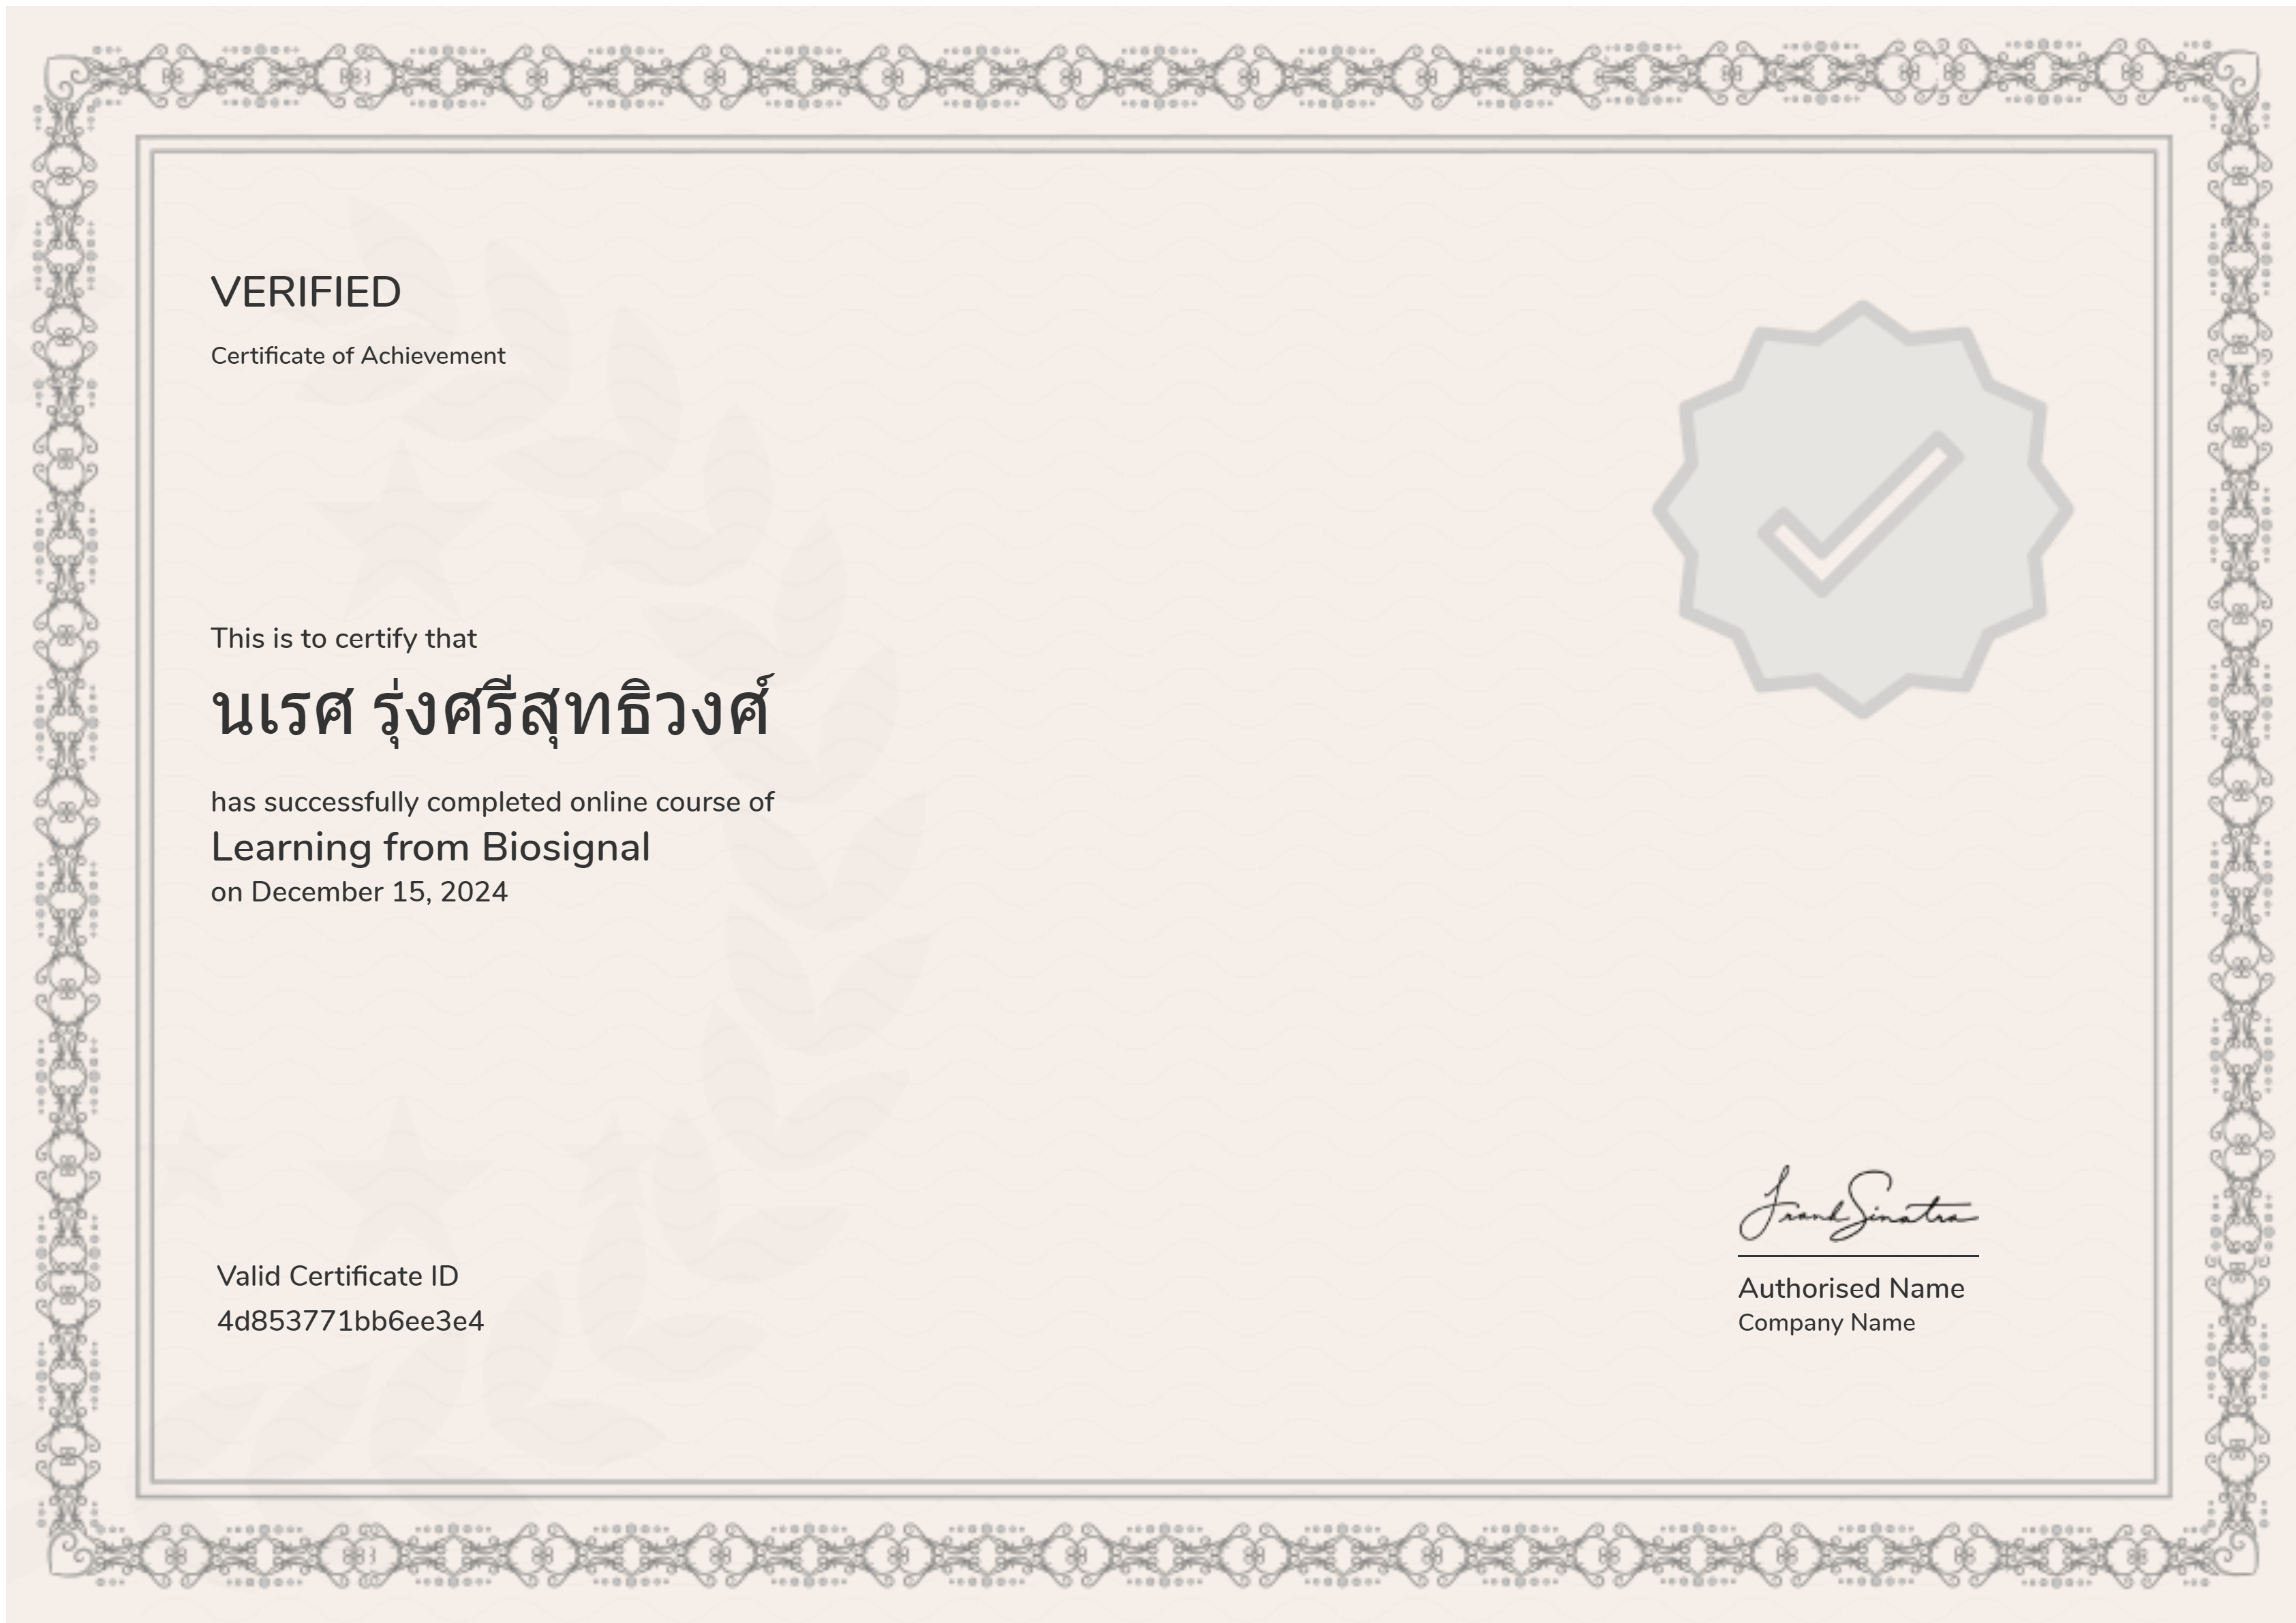 VERIFIED
Certificate of Achievement
This is to certify that
นเรศ รุ่งศรีสุทธิวงศ์
has successfully completed online course of
Learning from Biosignal
on December 15, 2024
Valid Certificate ID
4d853771bb6ee3e4
Frank Sinatra
Authorised Name
Company Name